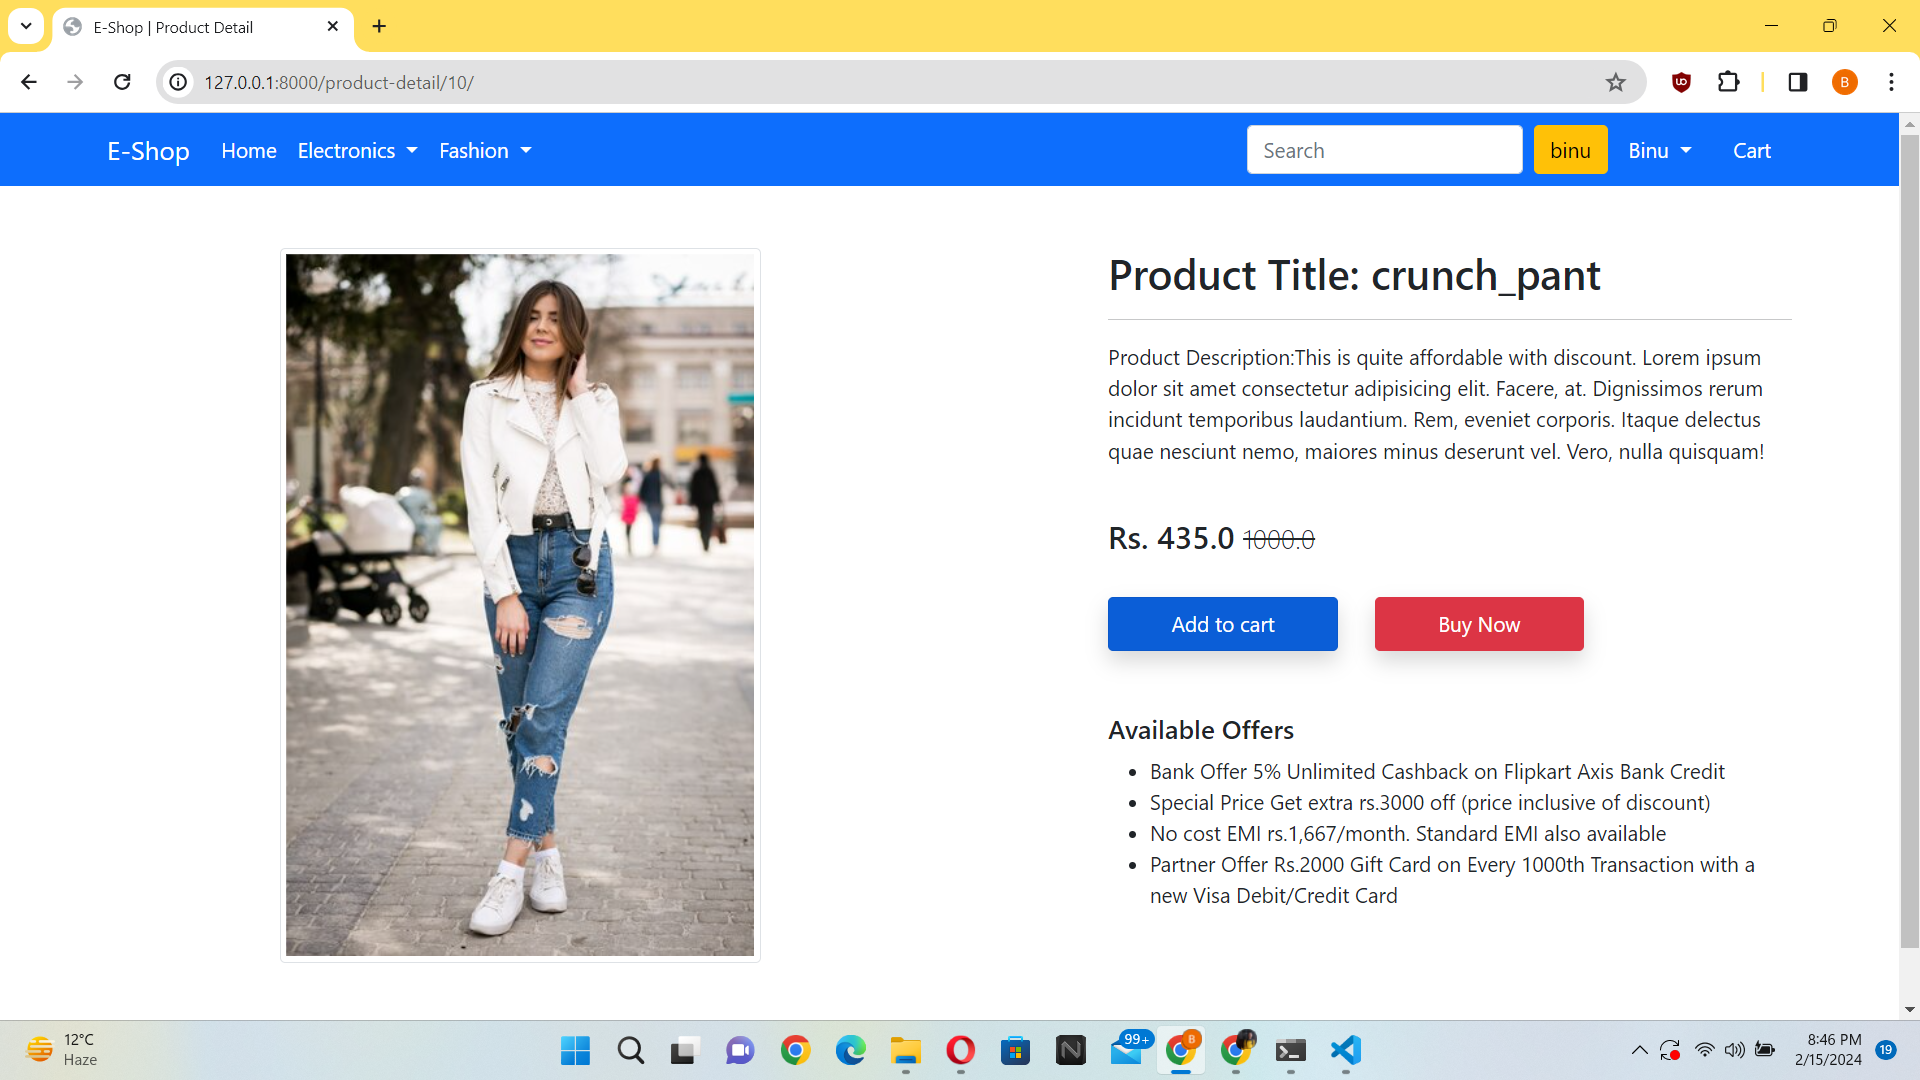 E-Shop | Product Detail
127.0.0.1:8000/product-detail/10/
B
E-Shop Home Electronics Fashion Search binu Binu Cart
Product Title: crunch_pant
Product Description:This is quite affordable with discount. Lorem ipsum
dolor sit amet consectetur adipisicing elit. Facere, at. Dignissimos rerum
incidunt temporibus laudantium. Rem, eveniet corporis. Itaque delectus
quae nesciunt nemo, maiores minus deserunt vel. Vero, nulla quisquam!
Rs. 435.0 1000.0
Add to cart Buy Now
Available Offers
Bank Offer 5% Unlimited Cashback on Flipkart Axis Bank Credit
Special Price Get extra rs.3000 off (price inclusive of discount)
No cost EMI rs.1,667/month. Standard EMI also available
Partner Offer Rs.2000 Gift Card on Every 1000th Transaction with a
new Visa Debit/Credit Card
12°C
Haze
N
99+
B
8:46 PM
2/15/2024
19